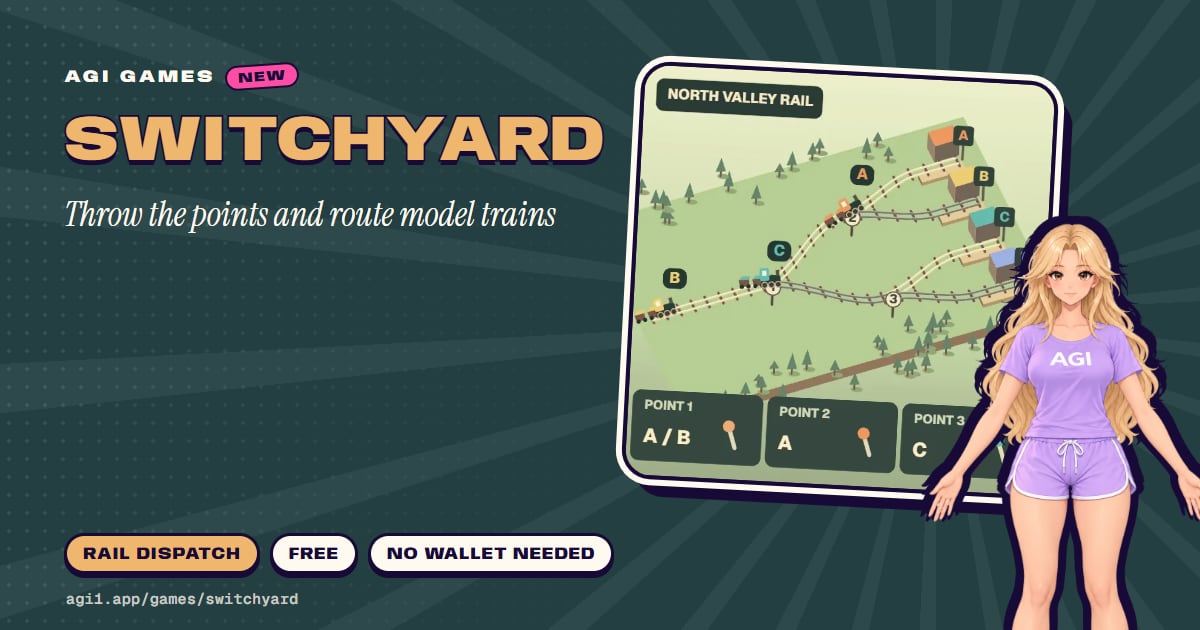 AGI GAMES NEW
SWITCHYARD
Throw the points and route model trains
NORTH VALLEY RAIL
A
B
C
A
C
B
3
POINT 1
A / B
POINT 2
A
POINT 3
C
AGI
RAIL DISPATCH
FREE
NO WALLET NEEDED
agi1.app/games/switchyard